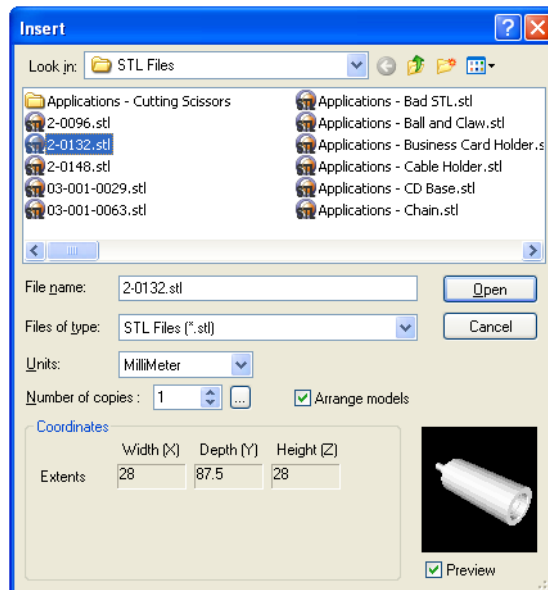 Insert
Look in: STL Files
Applications - Cutting Scissors
2-0096.stl
2-0132.stl
2-0148.stl
03-001-0029.stl
03-001-0063.stl
Applications - Bad STL.stl
Applications - Ball and Claw.stl
Applications - Business Card Holder.s
Applications - Cable Holder.stl
Applications - CD Base.stl
Applications - Chain.stl
File name: 2-0132.stl Open
Files of type: STL Files (*.stl) Cancel
Units: MilliMeter
Number of copies : 1 ... Arrange models
Coordinates
Width (X) Depth (Y) Height (Z)
Extents 28 87.5 28
Preview